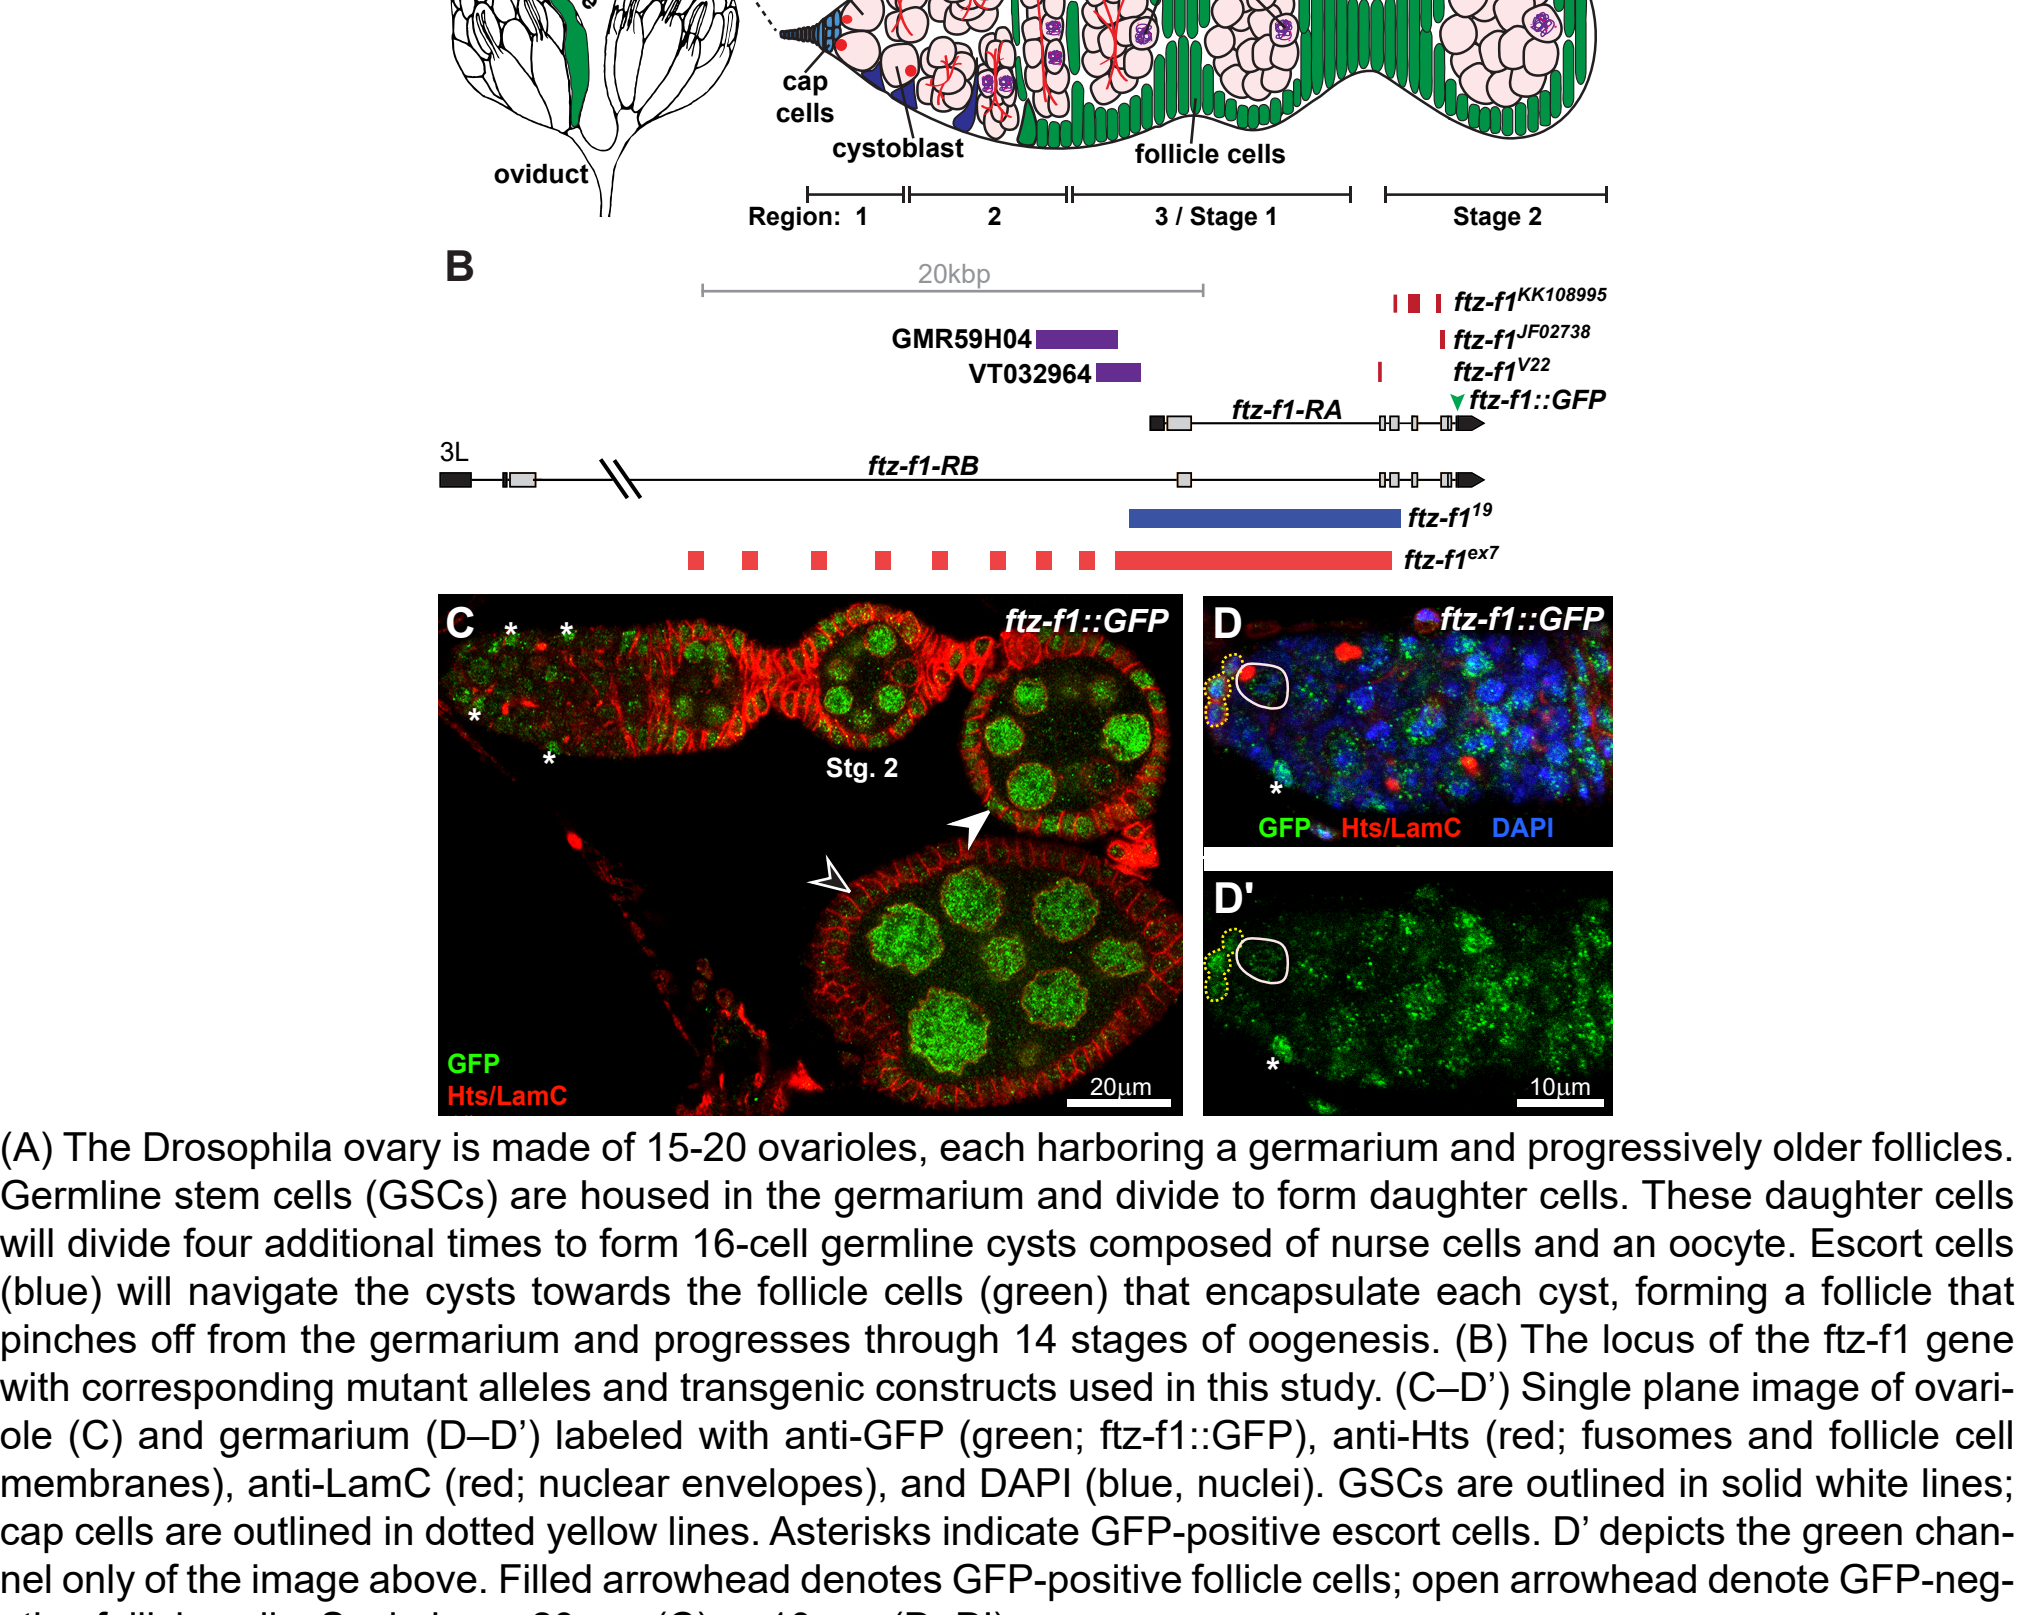 cap
cells
cystoblast
follicle cells
oviduct
Region: 1 2 3 / Stage 1 Stage 2
B
20kbp
ftz-f1KK108995
GMR59H04
ftz-f1JF02738
VT032964
ftz-f1V22
ftz-f1::GFP
ftz-f1-RA
3L
ftz-f1-RB
ftz-f119
ftz-f1ex7
C
ftz-f1::GFP
* * * *
Stg. 2
GFP
Hts/LamC
20μm
D
ftz-f1::GFP
*
GFP Hts/LamC DAPI
D'
*
10μm
(A) The Drosophila ovary is made of 15-20 ovarioles, each harboring a germarium and progressively older follicles.
Germline stem cells (GSCs) are housed in the germarium and divide to form daughter cells. These daughter cells
will divide four additional times to form 16-cell germline cysts composed of nurse cells and an oocyte. Escort cells
(blue) will navigate the cysts towards the follicle cells (green) that encapsulate each cyst, forming a follicle that
pinches off from the germarium and progresses through 14 stages of oogenesis. (B) The locus of the ftz-f1 gene
with corresponding mutant alleles and transgenic constructs used in this study. (C–D’) Single plane image of ovari-
ole (C) and germarium (D–D’) labeled with anti-GFP (green; ftz-f1::GFP), anti-Hts (red; fusomes and follicle cell
membranes), anti-LamC (red; nuclear envelopes), and DAPI (blue, nuclei). GSCs are outlined in solid white lines;
cap cells are outlined in dotted yellow lines. Asterisks indicate GFP-positive escort cells. D’ depicts the green chan-
nel only of the image above. Filled arrowhead denotes GFP-positive follicle cells; open arrowhead denote GFP-neg-